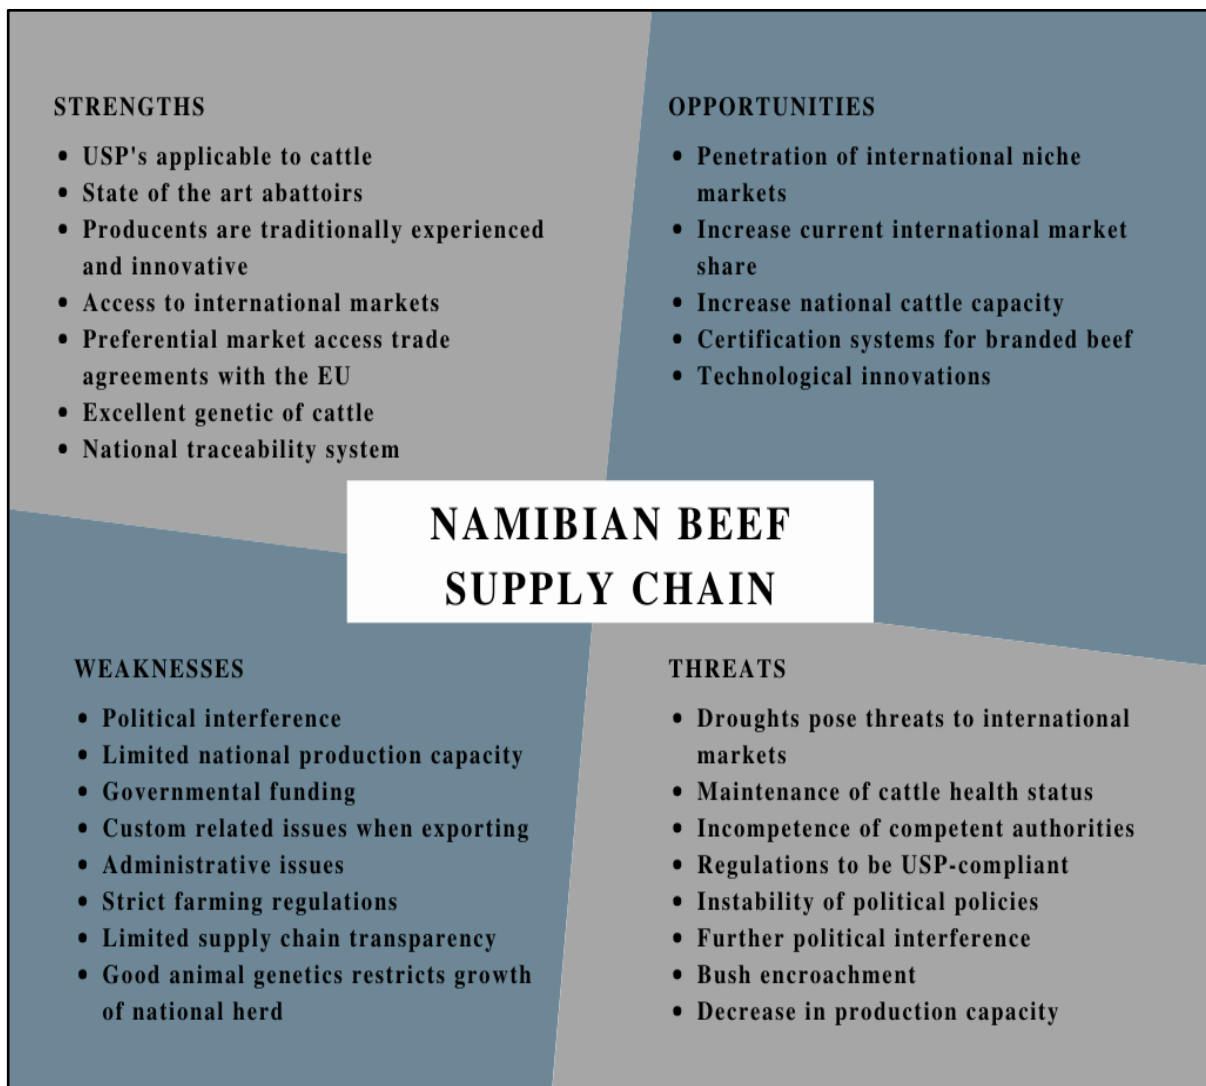 STRENGTHS
• USP's applicable to cattle
• State of the art abattoirs
• Producents are traditionally experienced
and innovative
• Access to international markets
• Preferential market access trade
agreements with the EU
• Excellent genetic of cattle
• National traceability system
OPPORTUNITIES
• Penetration of international niche
markets
• Increase current international market
share
• Increase national cattle capacity
• Certification systems for branded beef
• Technological innovations
NAMIBIAN BEEF
SUPPLY CHAIN
WEAKNESSES
• Political interference
• Limited national production capacity
• Governmental funding
• Custom related issues when exporting
• Administrative issues
• Strict farming regulations
• Limited supply chain transparency
• Good animal genetics restricts growth
of national herd
THREATS
• Droughts pose threats to international
markets
• Maintenance of cattle health status
• Incompetence of competent authorities
• Regulations to be USP-compliant
• Instability of political policies
• Further political interference
• Bush encroachment
• Decrease in production capacity